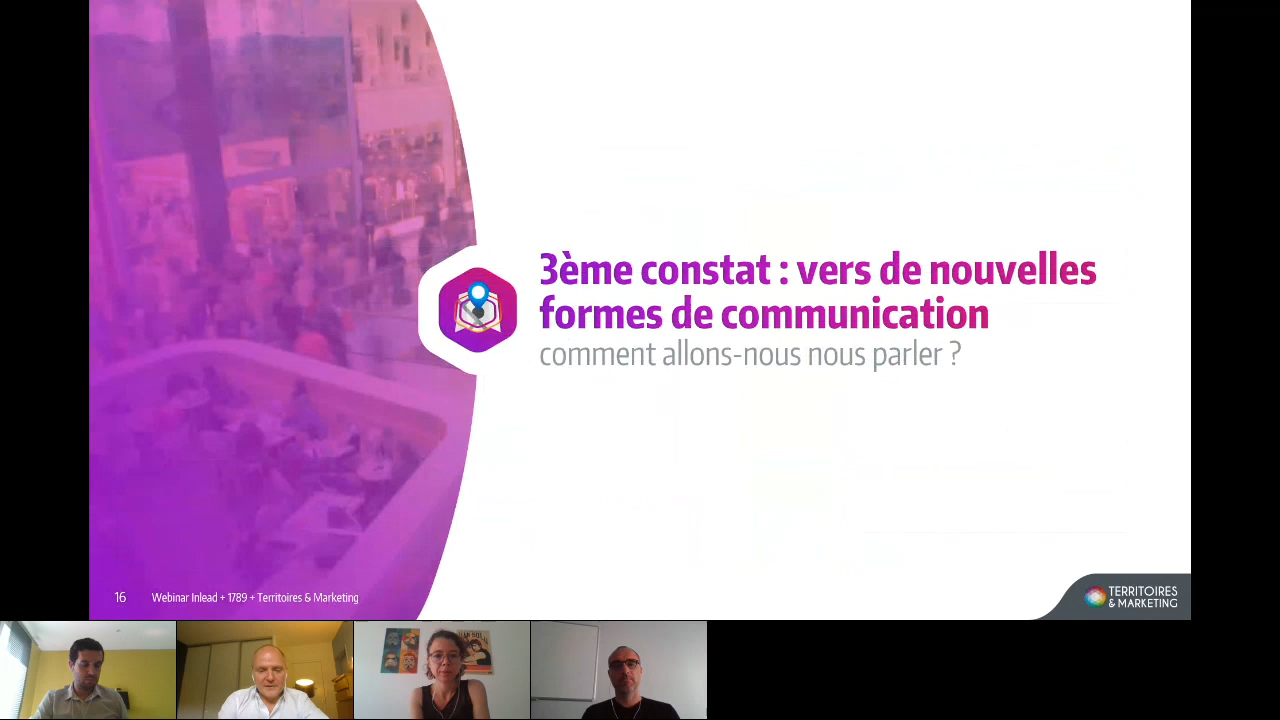 3ème constat : vers de nouvelles
formes de communication
comment allons-nous nous parler ?
16 Webinar Inlead + 1789 + Territoires & Marketing
TERRITOIRES
& MARKETING